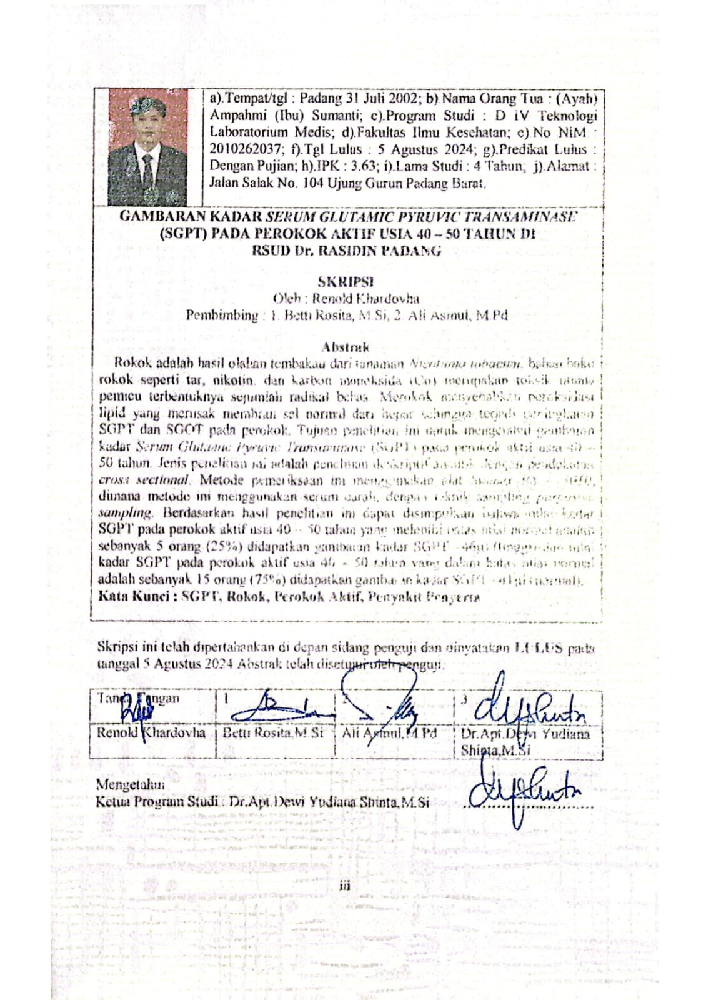 a).Tempat/tgl : Padang 31 Juli 2002; b).Nama Orang Tua : (Ayah)
Ampahmi (Ibu) Sumanti; c).Program Studi : D IV Teknologi
Laboratorium Medis; d).Fakultas Ilmu Kesehatan; e).No NIM :
2010262037; f).Tgl Lulus : 5 Agustus 2024; g).Predikat Lulus :
Dengan Pujian; h).IPK : 3.63; i).Lama Studi : 4 Tahun; j).Alamat :
Jalan Salak No. 104 Ujung Gurun Padang Barat.
GAMBARAN KADAR SERUM GLUTAMIC PYRUVIC TRANSAMINASE
(SGPT) PADA PEROKOK AKTIF USIA 40 – 50 TAHUN DI
RSUD Dr. RASIDIN PADANG
SKRIPSI
Oleh : Renold Khardovha
Pembimbing : 1. Betti Rosita, M.Si, 2. Ali Asmul, M.Pd
Abstrak
Rokok adalah hasil olahan tembakau dari tanaman Nicotiana tobacum, bahan baku
rokok seperti tar, nikotin, dan karbon monoksida (Co) merupakan toksik utama
pemicu terbentuknya sejumlah radikal bebas. Merokok menyebabkan peroksidasi
lipid yang merusak membran sel normal dari hepar sehingga terjadi peningkatan
SGPT dan SGOT pada perokok. Tujuan penelitian ini untuk mengetahui gambaran
kadar Serum Glutamic Pyruvic Transaminase (SGPT) pada perokok aktif usia 40 –
50 tahun. Jenis penelitian ini adalah penelitian deskriptif dengan pendekatan
cross sectional. Metode pemeriksaan ini menggunakan alat
dimana metode ini menggunakan serum darah, dengan teknik sampling purposive
sampling. Berdasarkan hasil penelitian ini dapat disimpulkan bahwa nilai kadar
SGPT pada perokok aktif usia 40 – 50 tahun yang melebihi batas nilai normal adalah
sebanyak 5 orang (25%) didapatkan gambaran kadar SGPT (tinggi) dan nilai
kadar SGPT pada perokok aktif usia 40 – 50 tahun yang dalam batas nilai normal
adalah sebanyak 15 orang (75%) didapatkan gambaran kadar SGPT (normal).
Kata Kunci : SGPT, Rokok, Perokok Aktif, Penyakit Penyerta
Skripsi ini telah dipertahankan di depan sidang penguji dan dinyatakan LULUS pada
tanggal 5 Agustus 2024 Abstrak telah disetujui oleh penguji.
Tanda Tangan 1 2 3
Renold Khardovha Betti Rosita,M.Si Ali Asmul,M.Pd Dr.Apt.Dewi Yudiana
Shinta,M.Si
Mengetahui
Ketua Program Studi : Dr.Apt.Dewi Yudiana Shinta,M.Si
iii